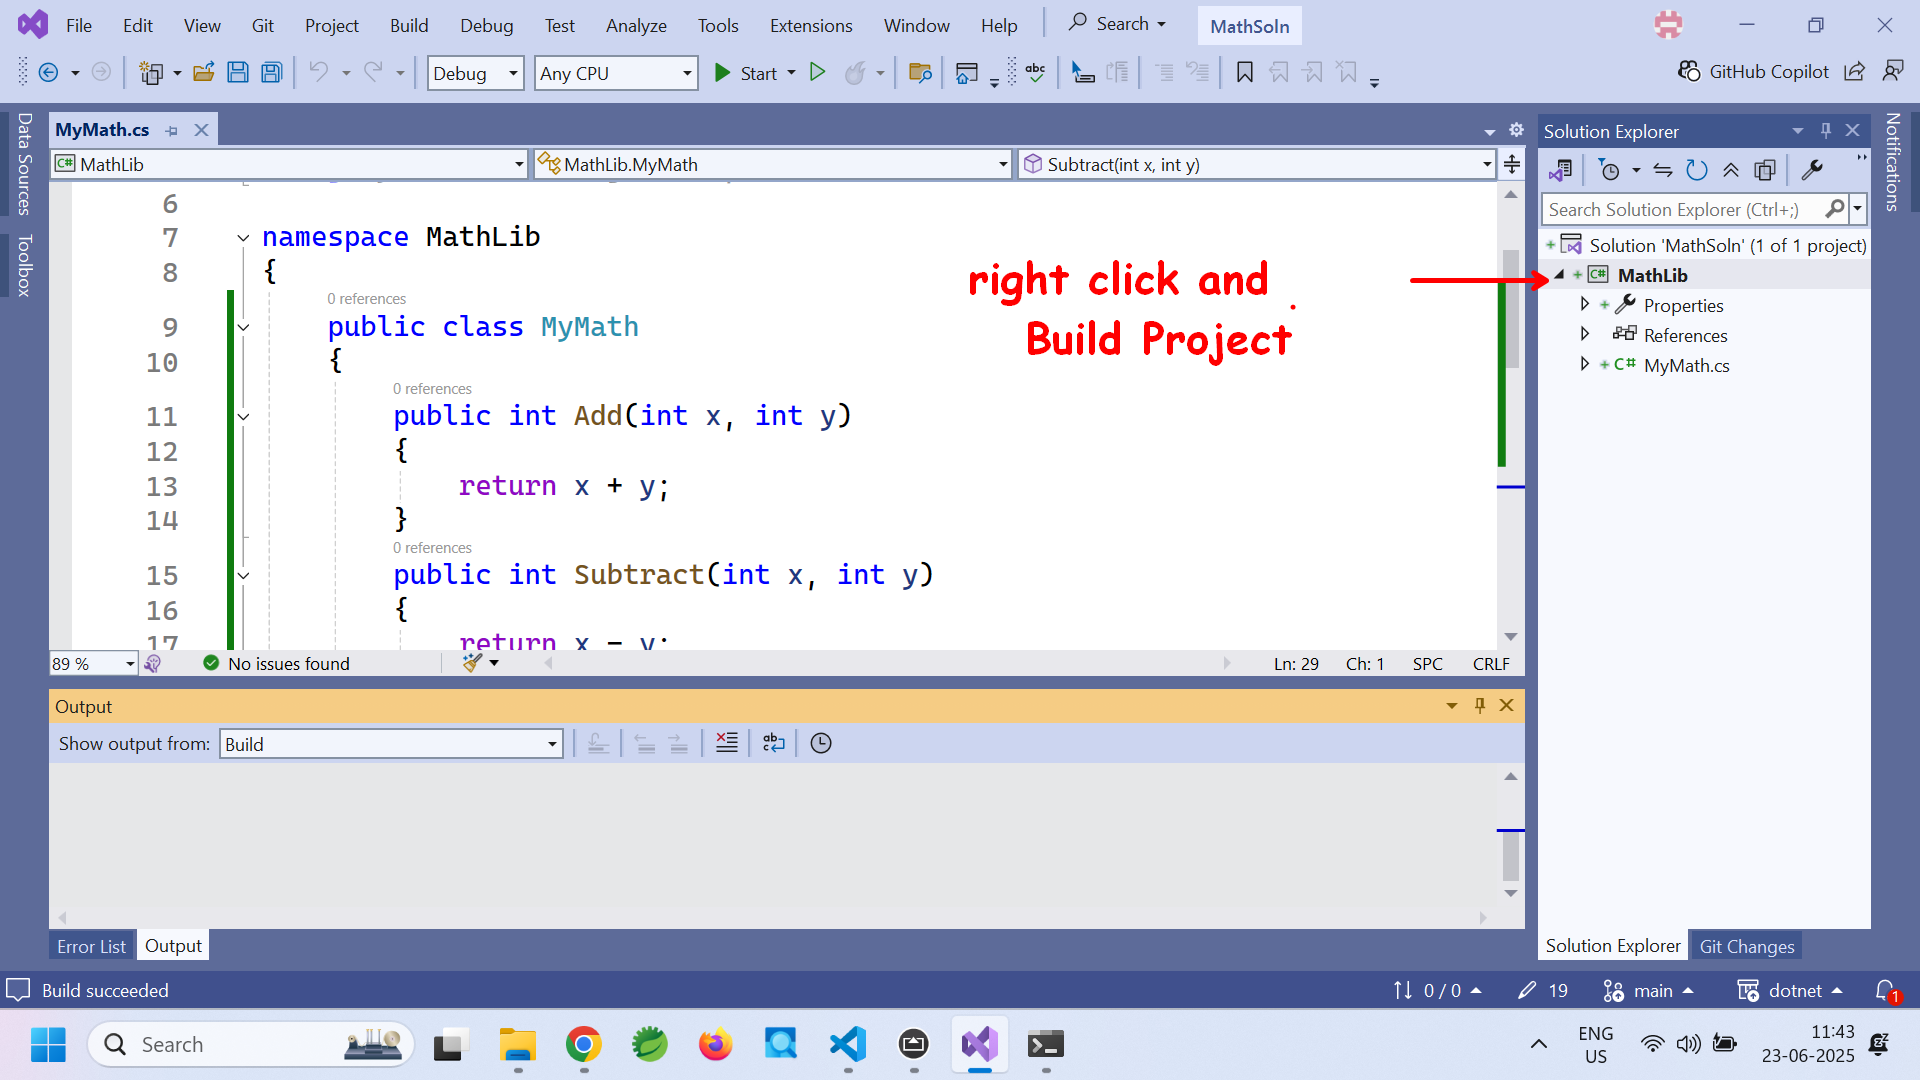 File Edit View Git Project Build Debug Test Analyze Tools Extensions Window Help Search MathSoln
Debug Any CPU Start abc GitHub Copilot
Data Sources
Toolbox
MyMath.cs
C# MathLib MathLib.MyMath Subtract(int x, int y)
6
7 namespace MathLib
8 {
0 references
9 public class MyMath
10 {
0 references
11 public int Add(int x, int y)
12 {
13 return x + y;
14 }
0 references
15 public int Subtract(int x, int y)
16 {
17 return x - y;
right click and
Build Project
89 % No issues found Ln: 29 Ch: 1 SPC CRLF
Output
Show output from: Build
Error List Output
Solution Explorer
Search Solution Explorer (Ctrl+;)
Solution 'MathSoln' (1 of 1 project)
C# MathLib
Properties
References
C# MyMath.cs
Solution Explorer Git Changes
Notifications
Build succeeded 0 / 0 19 main dotnet 1
Search ENG US 11:43 23-06-2025